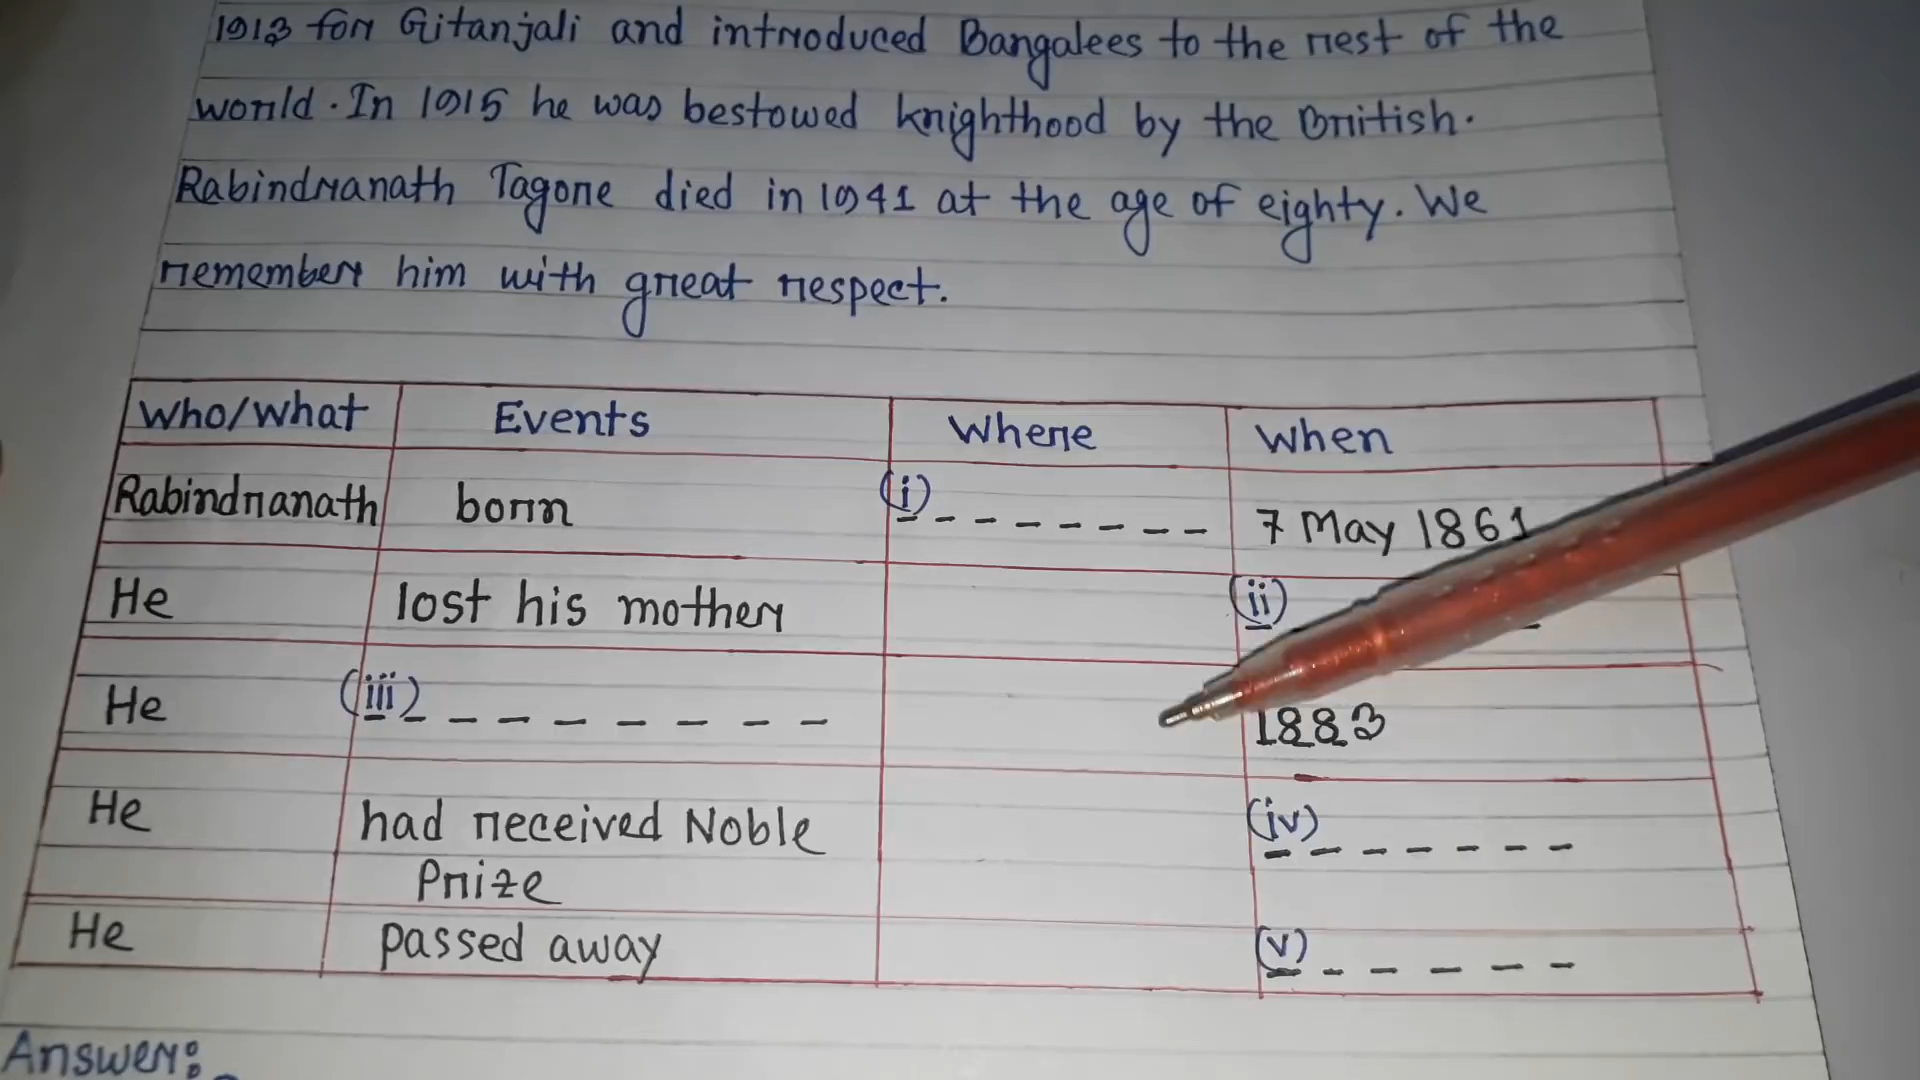 1913 for Gitanjali and introduced Bangalees to the rest of the
world. In 1915 he was bestowed knighthood by the British.
Rabindranath Tagore died in 1941 at the age of eighty. We
remember him with great respect.
Who/What Events Where When
Rabindranath born (i) _ _ _ _ _ _ _ _ 7 May 1861
He lost his mother (ii)
He (iii) _ _ _ _ _ _ _ _ _ 1883
He had received Noble (iv) _ _ _ _ _ _ _
Prize
He passed away (v) _ _ _ _ _ _
Answer: